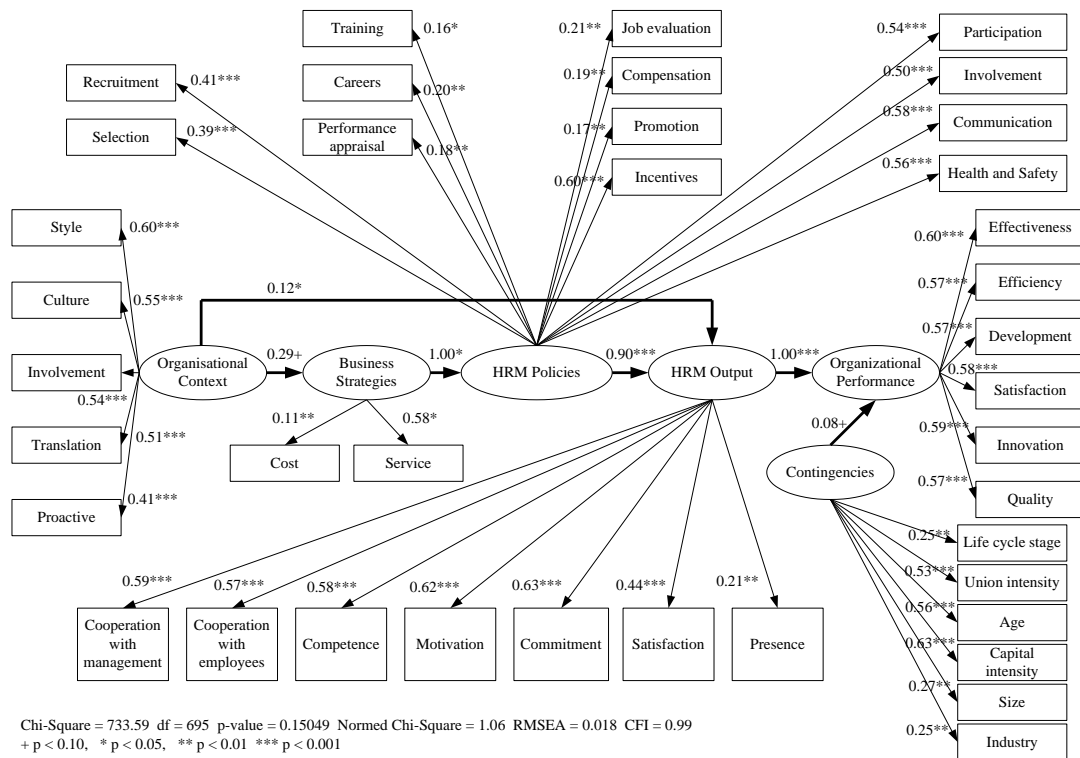 Training
0.16*
0.21**
Job evaluation
0.54***
Participation
Recruitment
0.41***
Careers
0.20**
0.19**
Compensation
0.50***
Involvement
Selection
0.39***
Performance
appraisal
0.18**
0.17**
Promotion
0.58***
Communication
0.60***
Incentives
0.56***
Health and Safety
Style
0.60***
0.60***
Effectiveness
Culture
0.55***
0.12*
0.57***
Efficiency
0.57***
Development
Involvement
0.54***
Organisational
Context
0.29+
Business
Strategies
1.00*
HRM Policies
0.90***
HRM Output
1.00***
Organizational
Performance
0.58***
Satisfaction
Translation
0.51***
0.11**
0.58*
0.08+
0.59***
Innovation
Cost
Service
Contingencies
Proactive
0.41***
0.57***
Quality
0.25**
Life cycle stage
0.53***
Union intensity
0.59***
0.57***
0.58***
0.62***
0.63***
0.44***
0.21**
0.56***
Age
Cooperation
with
management
Cooperation
with
employees
Competence
Motivation
Commitment
Satisfaction
Presence
0.63***
Capital
intensity
0.27**
Size
0.25**
Industry
Chi-Square = 733.59 df = 695 p-value = 0.15049 Normed Chi-Square = 1.06 RMSEA = 0.018 CFI = 0.99
+ p < 0.10, * p < 0.05, ** p < 0.01 *** p < 0.001